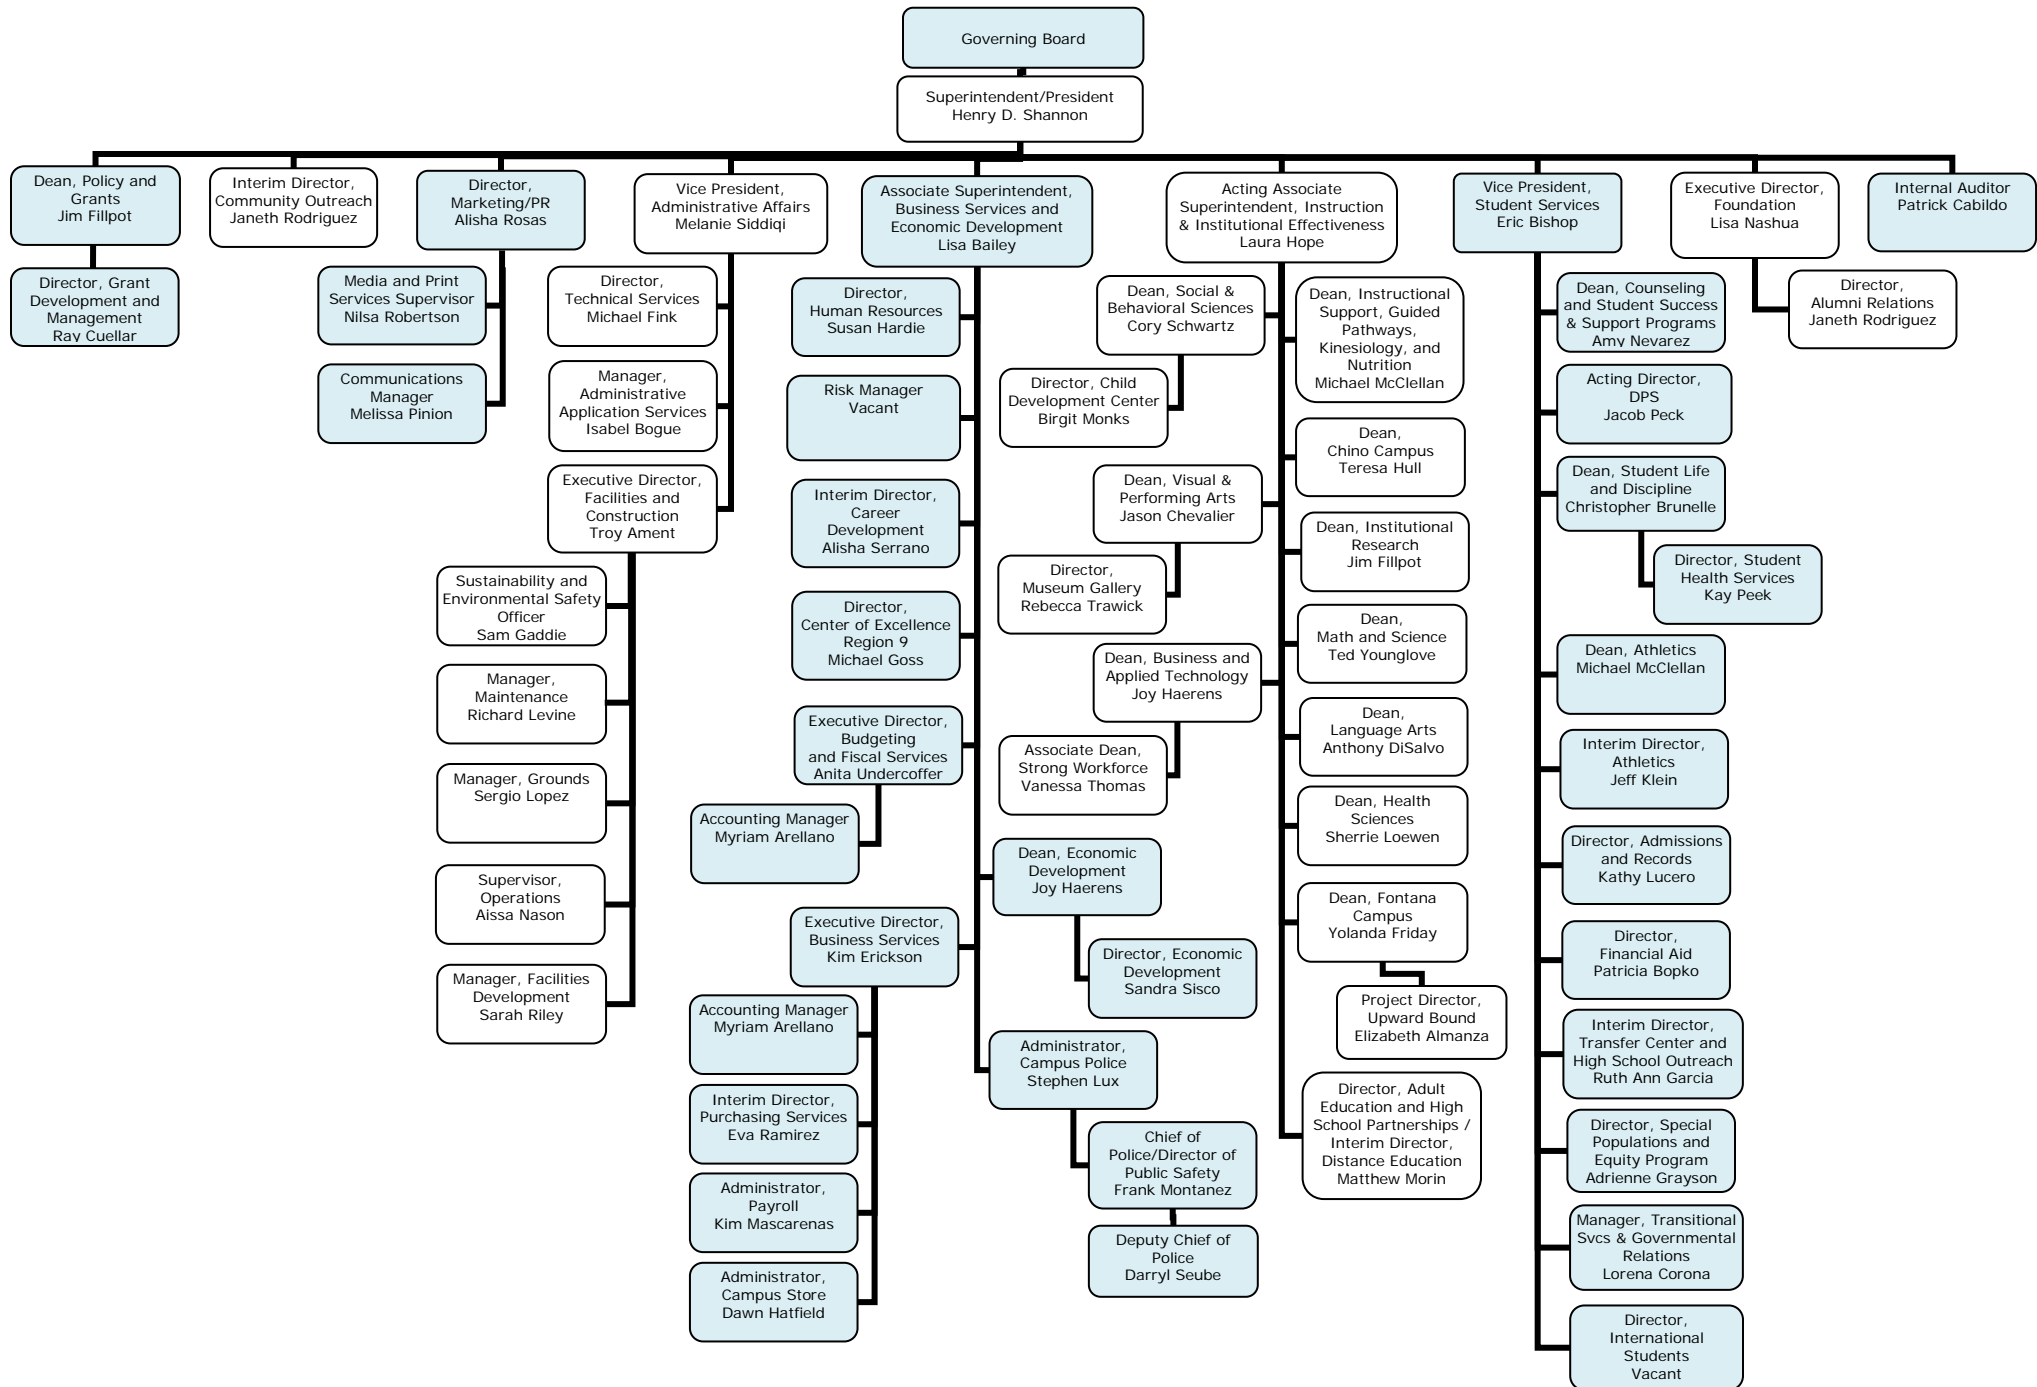 Governing Board
Superintendent/President
Henry D. Shannon
Dean, Policy and
Grants
Jim Fillpot
Director, Grant
Development and
Management
Ray Cuellar
Interim Director,
Community Outreach
Janeth Rodriguez
Director,
Marketing/PR
Alisha Rosas
Media and Print
Services Supervisor
Nilsa Robertson
Communications
Manager
Melissa Pinion
Vice President,
Administrative Affairs
Melanie Siddiqi
Director,
Technical Services
Michael Fink
Manager,
Administrative
Application Services
Isabel Bogue
Executive Director,
Facilities and
Construction
Troy Ament
Sustainability and
Environmental Safety
Officer
Sam Gaddie
Manager,
Maintenance
Richard Levine
Manager, Grounds
Sergio Lopez
Supervisor,
Operations
Aissa Nason
Manager, Facilities
Development
Sarah Riley
Associate Superintendent,
Business Services and
Economic Development
Lisa Bailey
Director,
Human Resources
Susan Hardie
Risk Manager
Vacant
Interim Director,
Career
Development
Alisha Serrano
Director,
Center of Excellence
Region 9
Michael Goss
Executive Director,
Budgeting
and Fiscal Services
Anita Undercoffer
Accounting Manager
Myriam Arellano
Executive Director,
Business Services
Kim Erickson
Accounting Manager
Myriam Arellano
Interim Director,
Purchasing Services
Eva Ramirez
Administrator,
Payroll
Kim Mascarenas
Administrator,
Campus Store
Dawn Hatfield
Dean, Economic
Development
Joy Haerens
Director, Economic
Development
Sandra Sisco
Administrator,
Campus Police
Stephen Lux
Chief of
Police/Director of
Public Safety
Frank Montanez
Deputy Chief of
Police
Darryl Seube
Acting Associate
Superintendent, Instruction
& Institutional Effectiveness
Laura Hope
Dean, Social &
Behavioral Sciences
Cory Schwartz
Director, Child
Development Center
Birgit Monks
Dean, Visual &
Performing Arts
Jason Chevalier
Director,
Museum Gallery
Rebecca Trawick
Dean, Business and
Applied Technology
Joy Haerens
Associate Dean,
Strong Workforce
Vanessa Thomas
Dean, Instructional
Support, Guided
Pathways,
Kinesiology, and
Nutrition
Michael McClellan
Dean,
Chino Campus
Teresa Hull
Dean, Institutional
Research
Jim Fillpot
Dean,
Math and Science
Ted Younglove
Dean,
Language Arts
Anthony DiSalvo
Dean, Health
Sciences
Sherrie Loewen
Dean, Fontana
Campus
Yolanda Friday
Project Director,
Upward Bound
Elizabeth Almanza
Director, Adult
Education and High
School Partnerships /
Interim Director,
Distance Education
Matthew Morin
Vice President,
Student Services
Eric Bishop
Dean, Counseling
and Student Success
& Support Programs
Amy Nevarez
Acting Director,
DPS
Jacob Peck
Dean, Student Life
and Discipline
Christopher Brunelle
Director, Student
Health Services
Kay Peek
Dean, Athletics
Michael McClellan
Interim Director,
Athletics
Jeff Klein
Director, Admissions
and Records
Kathy Lucero
Director,
Financial Aid
Patricia Bopko
Interim Director,
Transfer Center and
High School Outreach
Ruth Ann Garcia
Director, Special
Populations and
Equity Program
Adrienne Grayson
Manager, Transitional
Svcs & Governmental
Relations
Lorena Corona
Director,
International
Students
Vacant
Executive Director,
Foundation
Lisa Nashua
Director,
Alumni Relations
Janeth Rodriguez
Internal Auditor
Patrick Cabildo